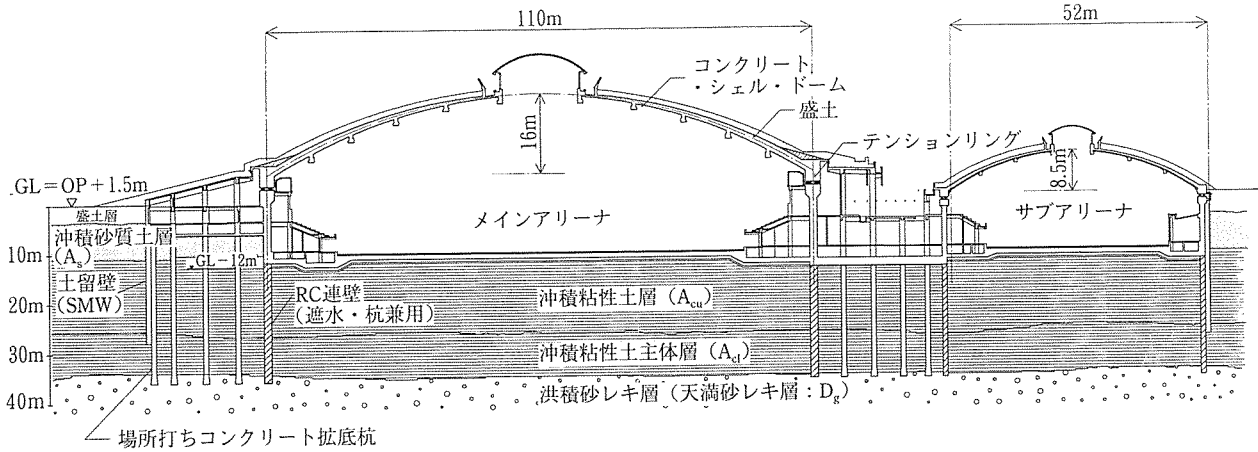 110m
52m
コンクリート
・シェル・ドーム
盛土
16m
テンションリング
8.5m
GL=OP+1.5m
盛土層
メインアリーナ
サブアリーナ
沖積砂質土層
(As)
10m
GL-12m
土留壁
(SMW)
RC連壁
(遮水・杭兼用)
沖積粘性土層(Acu)
20m
30m
沖積粘性土主体層(Acl)
40m
洪積砂レキ層(天満砂レキ層:Dg)
場所打ちコンクリート拡底杭